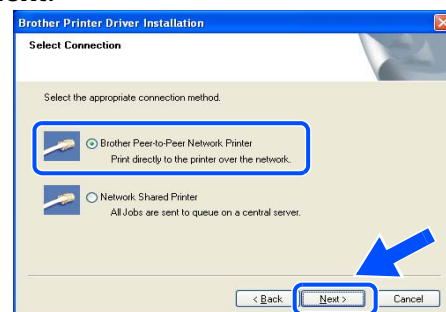 Brother Printer Driver Installation
Select Connection
Select the appropriate connection method.
Brother Peer-to-Peer Network Printer
Print directly to the printer over the network.
Network Shared Printer
All Jobs are sent to queue on a central server.
< Back Next > Cancel